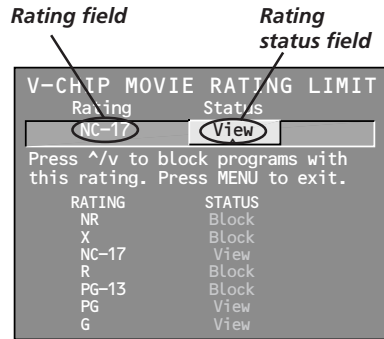 Rating field
Rating
status field
V-CHIP MOVIE RATING LIMIT
Rating Status
NC-17 View
Press ^/v to block programs with
this rating. Press MENU to exit.
RATING STATUS
NR Block
X Block
NC-17 View
R Block
PG-13 Block
PG View
G View